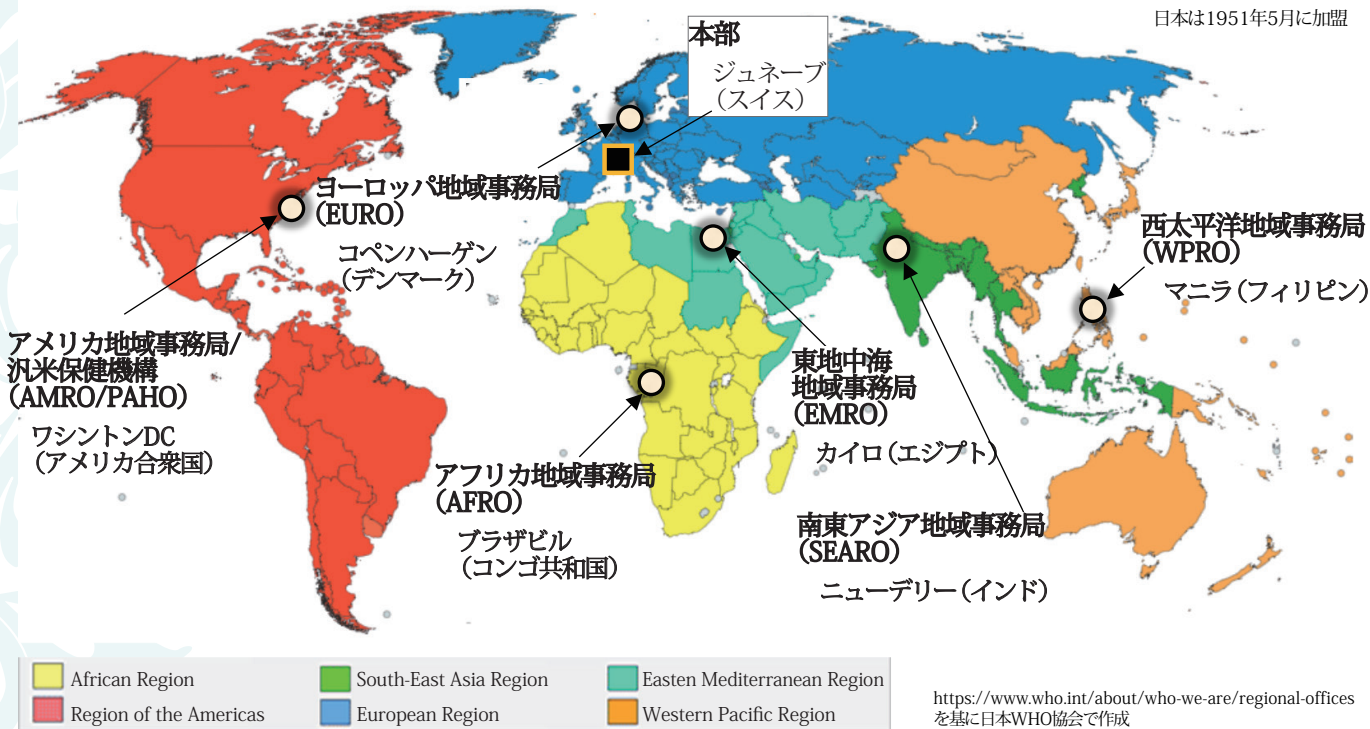 日本は1951年5月に加盟
本部
ジュネーブ
（スイス）
ヨーロッパ地域事務局
(EURO)
コペンハーゲン
（デンマーク）
西太平洋地域事務局
(WPRO)
マニラ（フィリピン）
アメリカ地域事務局/
汎米保健機構
(AMRO/PAHO)
ワシントンDC
（アメリカ合衆国）
東地中海
地域事務局
(EMRO)
カイロ（エジプト）
アフリカ地域事務局
(AFRO)
ブラザビル
（コンゴ共和国）
南東アジア地域事務局
(SEARO)
ニューデリー（インド）
African Region
South-East Asia Region
Easten Mediterranean Region
Region of the Americas
European Region
Western Pacific Region
https://www.who.int/about/who-we-are/regional-offices
を基に日本WHO協会で作成